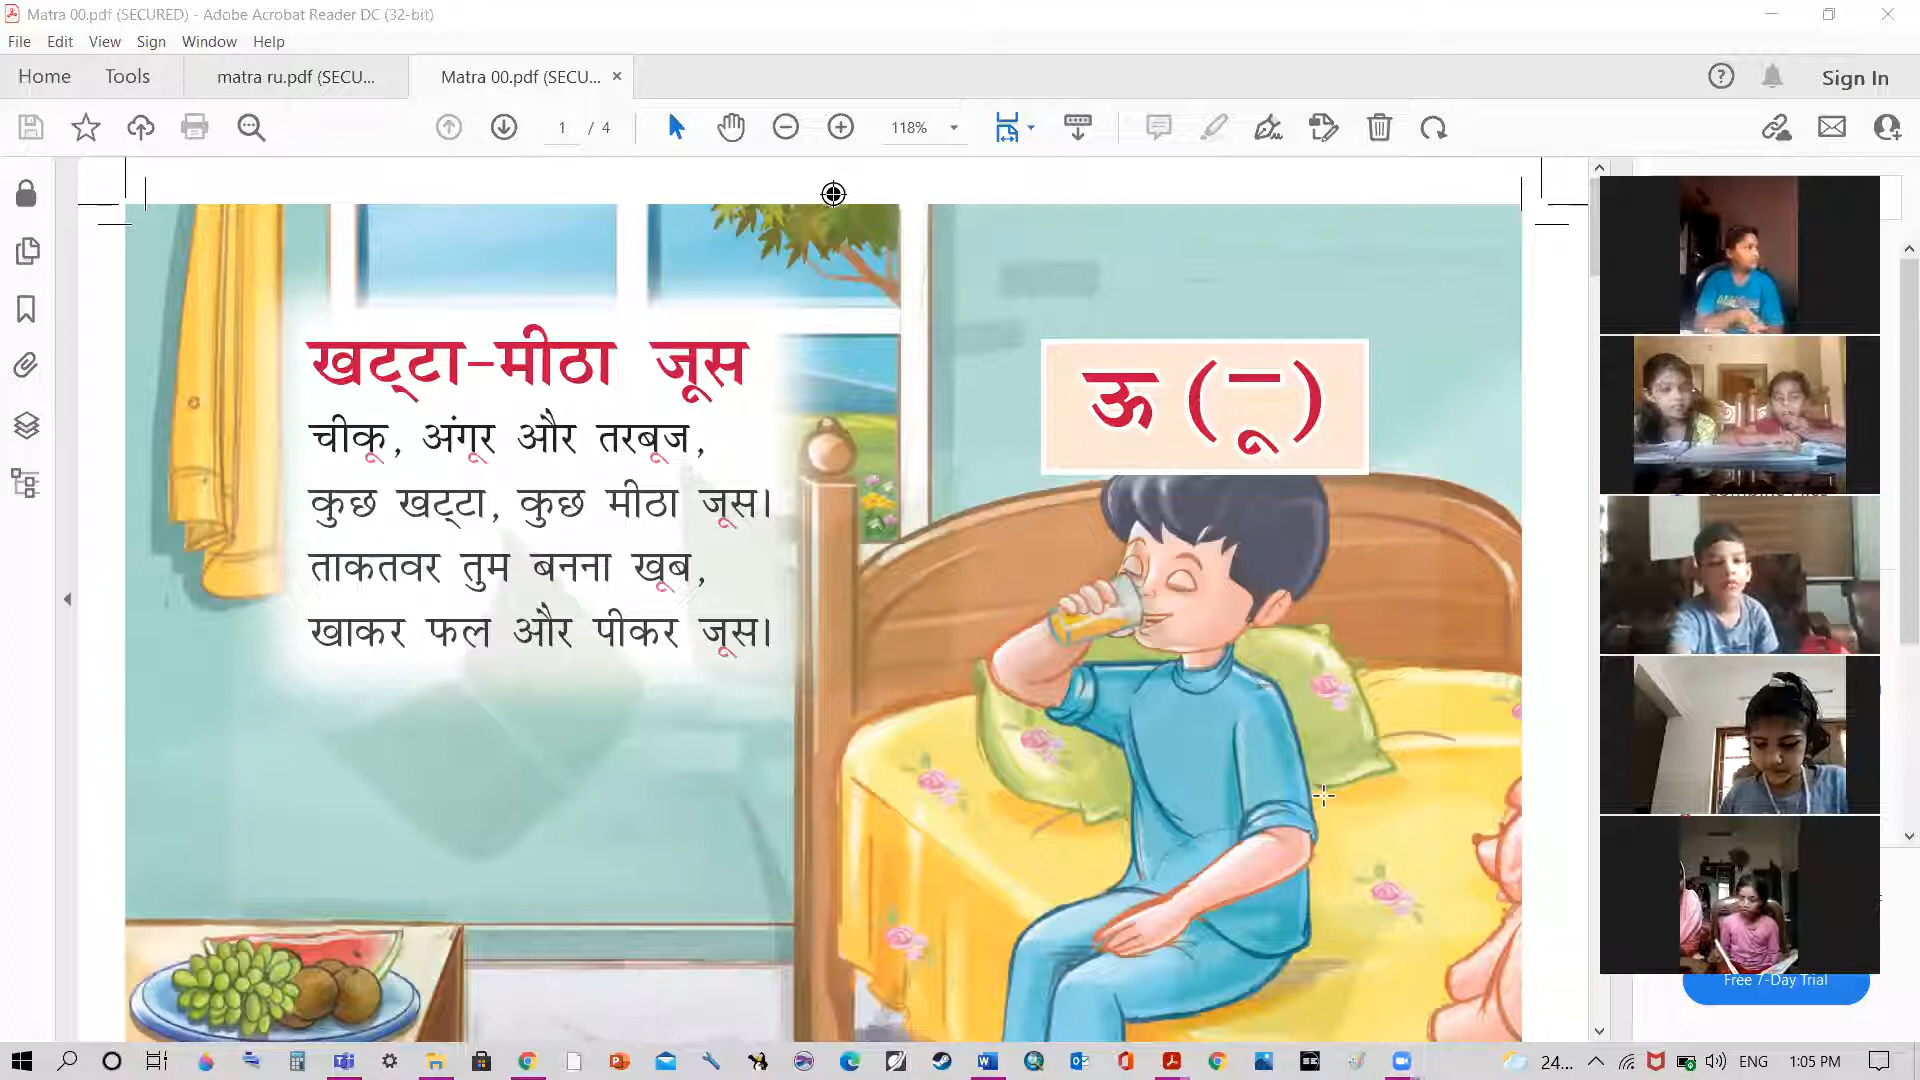 Matra 00.pdf (SECURED) - Adobe Acrobat Reader DC (32-bit)
File Edit View Sign Window Help
Home Tools matra ru.pdf (SECU... Matra 00.pdf (SECU... × Sign In
1 / 4 118%
खट्टा-मीठा जूस
चीकू, अंगूर और तरबूज,
कुछ खट्टा, कुछ मीठा जूस।
ताकतवर तुम बनना खूब,
खाकर फल और पीकर जूस।
ऊ ( ू )
Free 7-Day Trial
24... ENG 1:05 PM